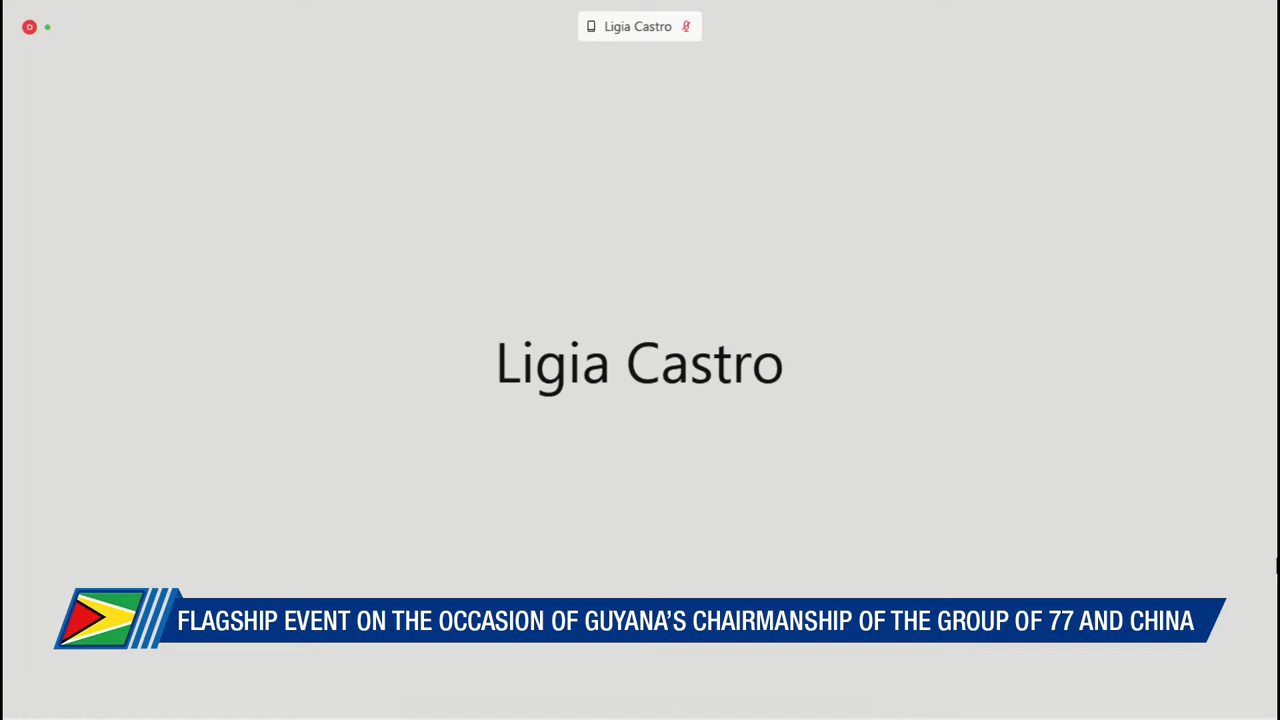 Ligia Castro
Ligia Castro
FLAGSHIP EVENT ON THE OCCASION OF GUYANA'S CHAIRMANSHIP OF THE GROUP OF 77 AND CHINA